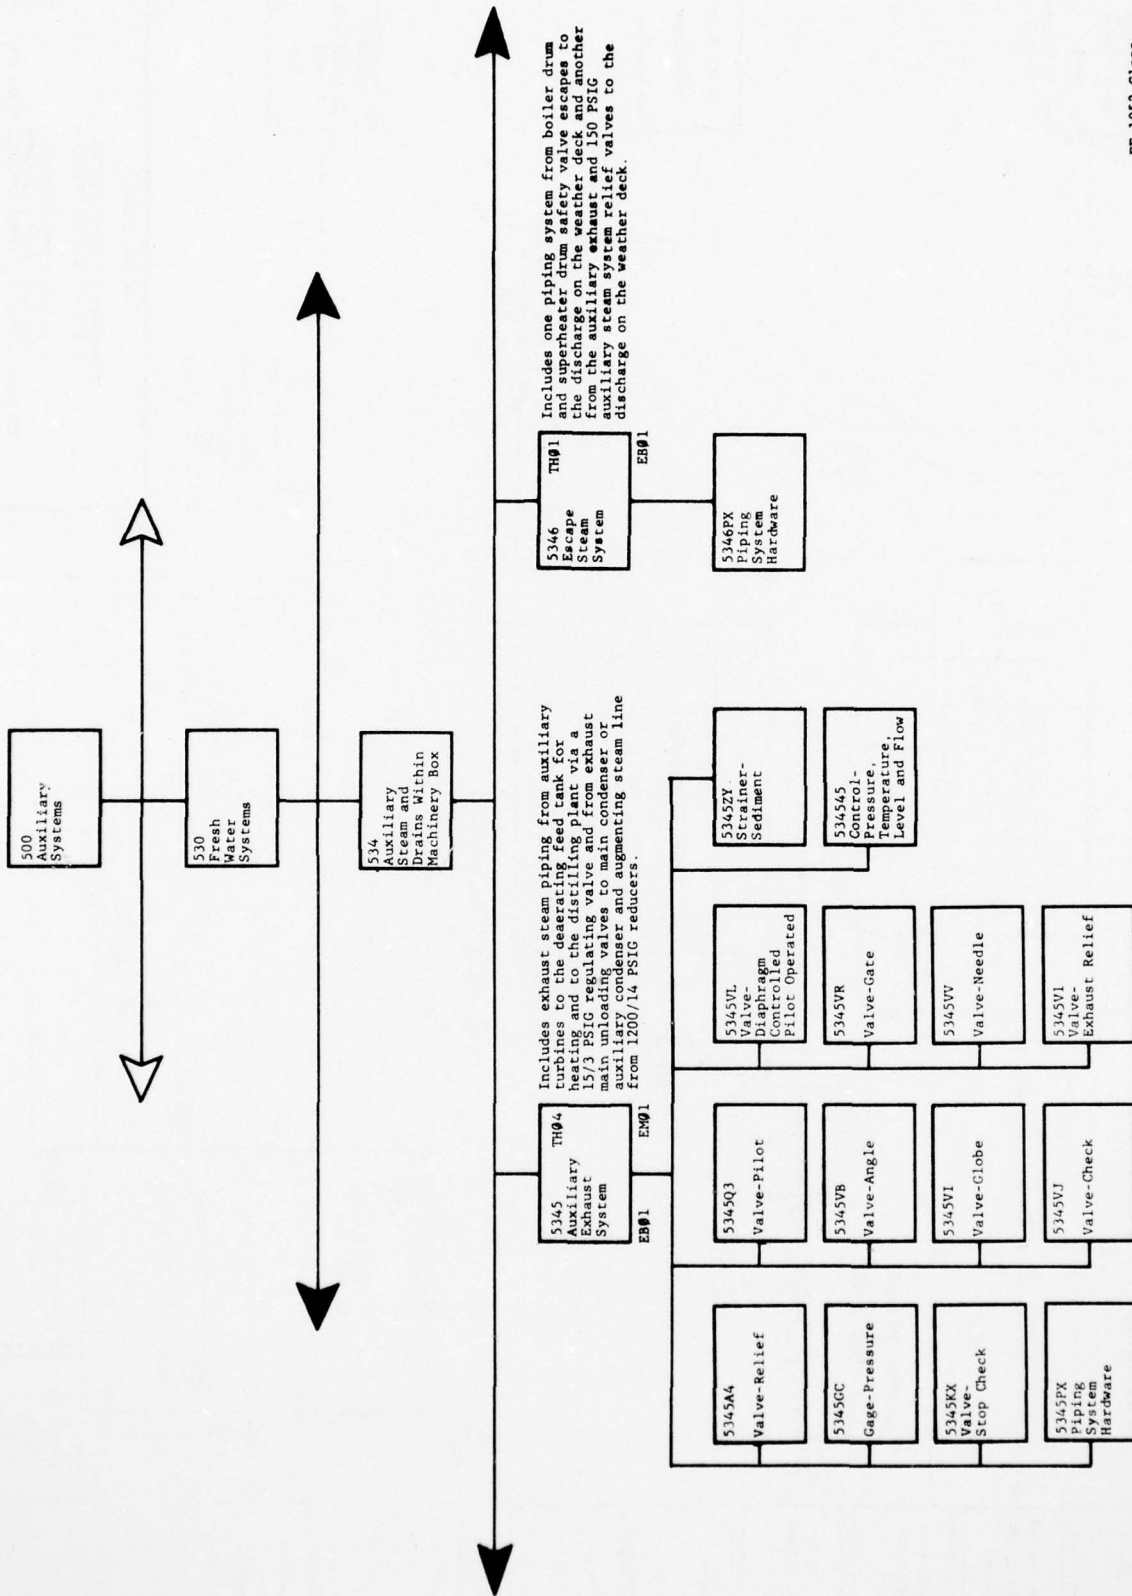 500
Auxiliary
Systems
530
Fresh
Water
Systems
534
Auxiliary
Steam and
Drains Within
Machinery Box
5345 TH04
Auxiliary
Exhaust
System
EB01 EM01
Includes exhaust steam piping from auxiliary
turbines to the deaerating feed tank for
heating and to the distilling plant via a
15/3 PSIG regulating valve and from exhaust
main unloading valves to main condenser or
auxiliary condenser and augmenting steam line
from 1200/14 PSIG reducers.
5346 TH01
Escape
Steam
System
EB01
Includes one piping system from boiler drum
and superheater drum safety valve escapes to
the discharge on the weather deck and another
from the auxiliary exhaust and 150 PSIG
auxiliary steam system relief valves to the
discharge on the weather deck.
5345A4
Valve-Relief
5345GC
Gage-Pressure
5345KX
Valve-
Stop Check
5345PX
Piping
System
Hardware
5345Q3
Valve-Pilot
5345VB
Valve-Angle
5345VI
Valve-Globe
5345VJ
Valve-Check
5345VL
Valve-
Diaphragm
Controlled
Pilot Operated
5345VR
Valve-Gate
5345VV
Valve-Needle
5345V1
Valve-
Exhaust Relief
5345ZY
Strainer-
Sediment
534545
Control-
Pressure,
Temperature,
Level and Flow
5346PX
Piping
System
Hardware